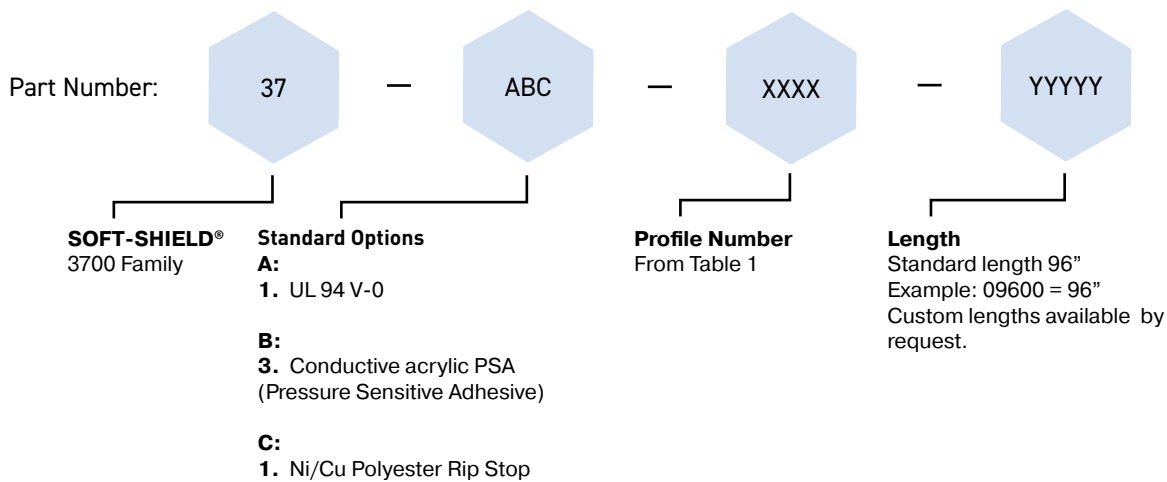 Part Number: 37 — ABC — XXXX — YYYYY
SOFT-SHIELD®
3700 Family
Standard Options
A:
1. UL 94 V-0
B:
3. Conductive acrylic PSA
(Pressure Sensitive Adhesive)
C:
1. Ni/Cu Polyester Rip Stop
Profile Number
From Table 1
Length
Standard length 96”
Example: 09600 = 96”
Custom lengths available by
request.